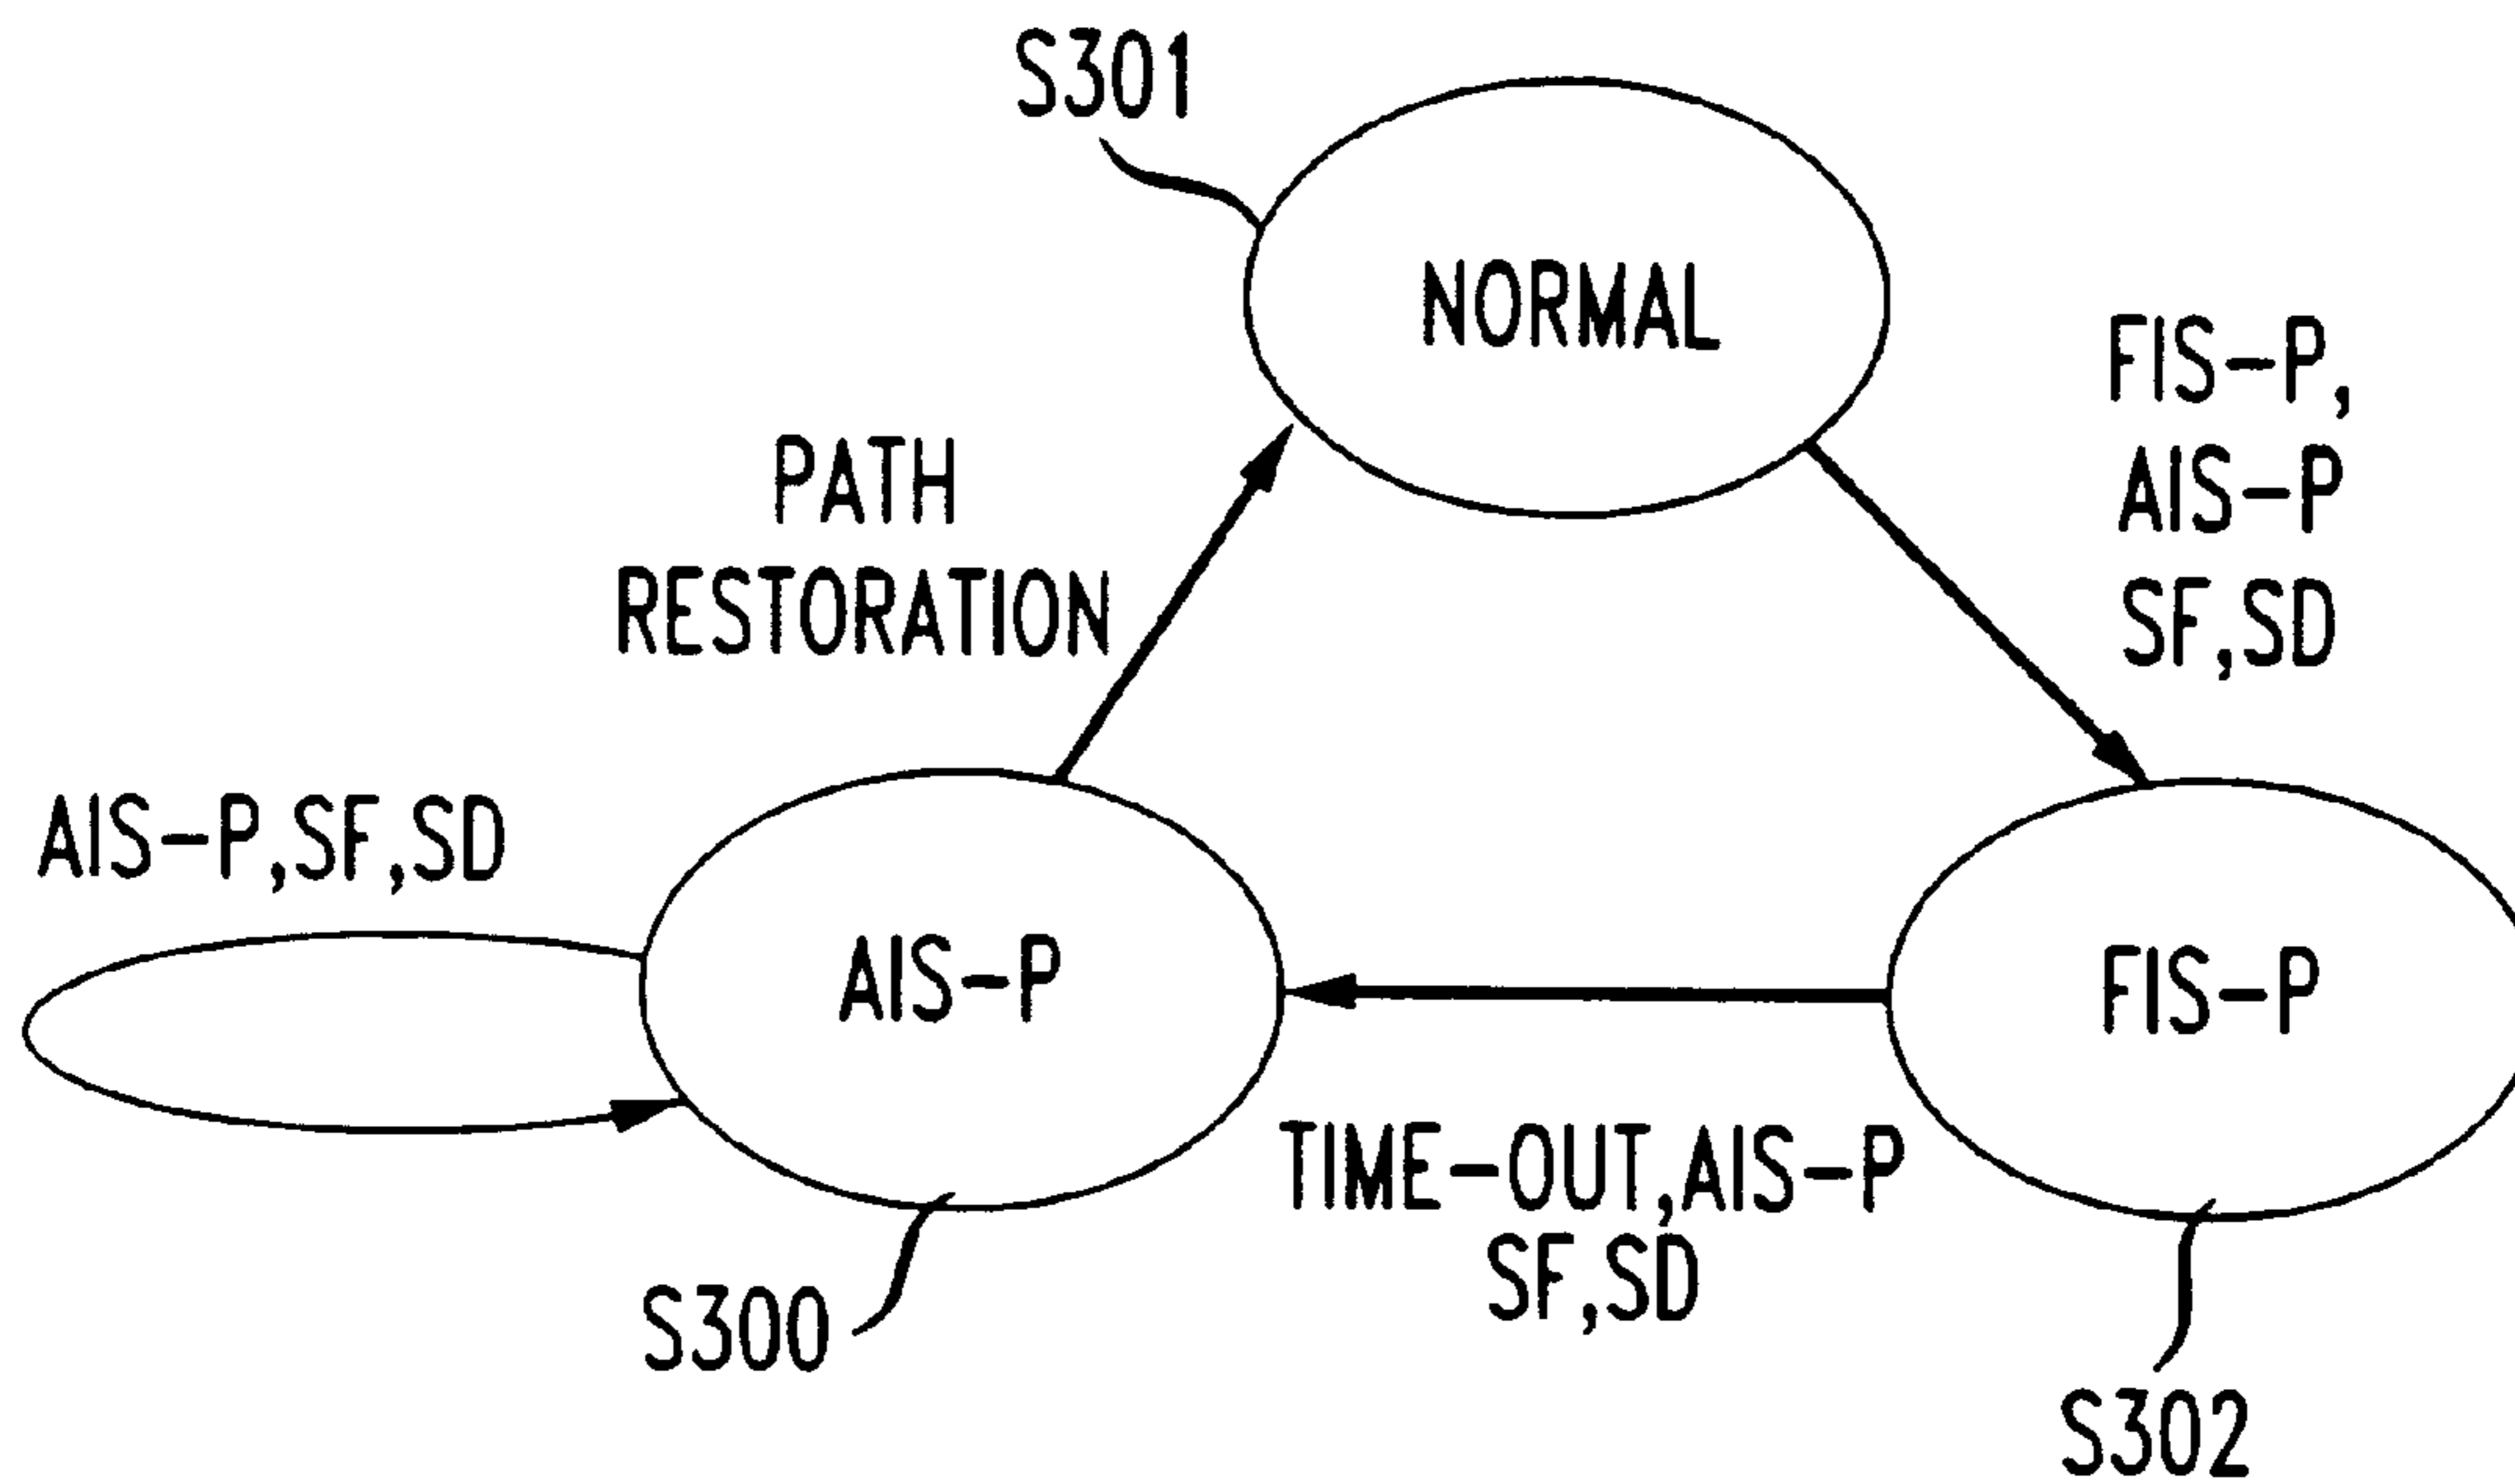 S301
NORMAL
FIS-P,
AIS-P
SF,SD
PATH
RESTORATION
AIS-P,SF,SD
AIS-P
FIS-P
TIME-OUT,AIS-P
SF,SD
S300
S302